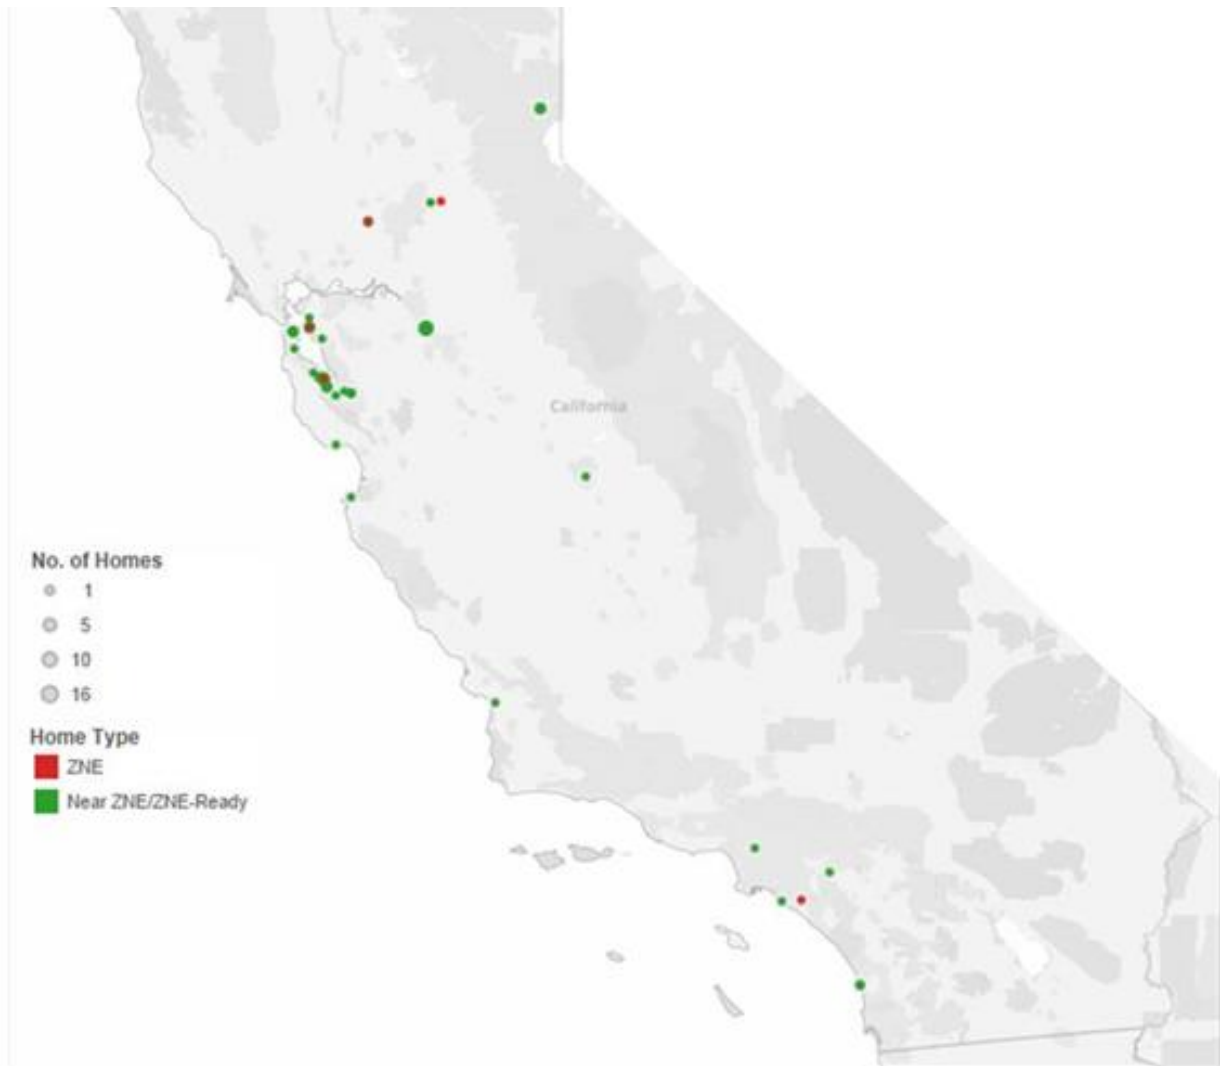 California
No. of Homes
1
5
10
16
Home Type
ZNE
Near ZNE/ZNE-Ready